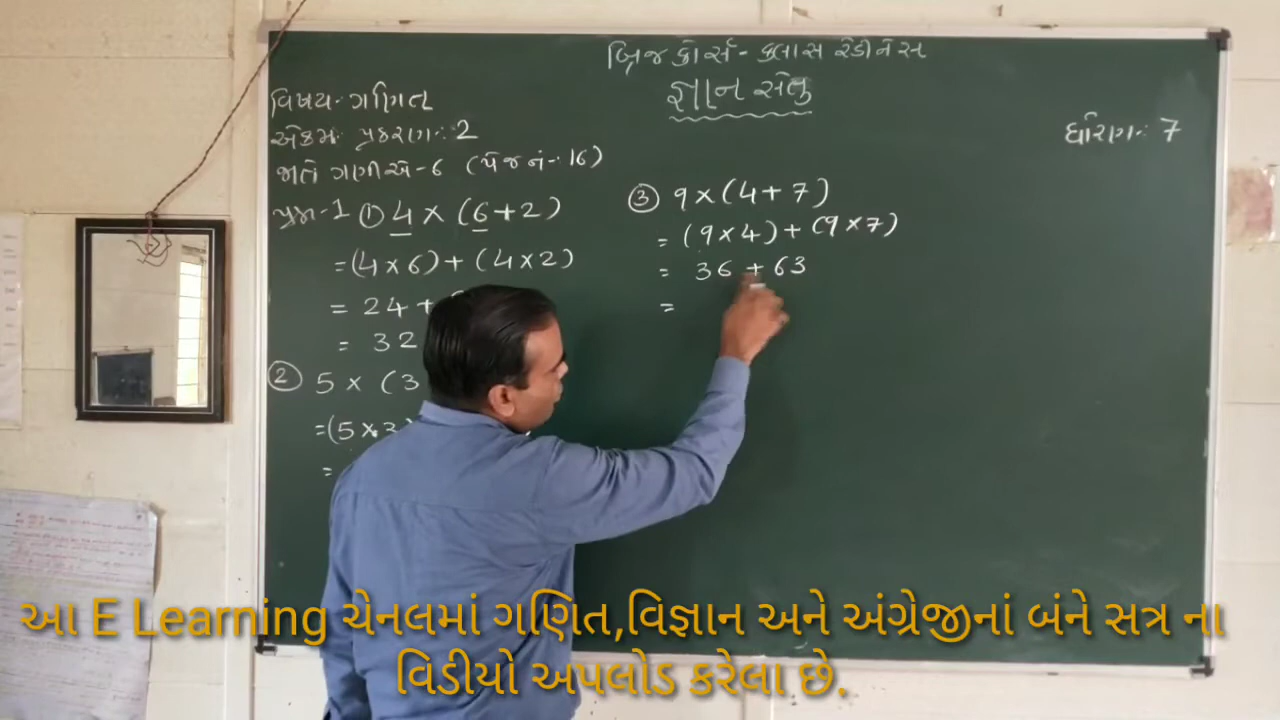 બ્રિજ કોર્સ - ક્લાસ રેડીનેસ
જ્ઞાન સેતુ
ધોરણ: 7
વિષય:- ગણિત
એકમ: પ્રકરણ: 2
જાતે ગણીએ-6 (પેજ નં-: 16)
પ્રશ્ન-1 ① 4 × (6+2)
=(4×6)+(4×2)
= 24+
= 32
② 5 × (3
=(5×3)
=
③ 9×(4+7)
= (9×4)+(9×7)
= 36+63
=
આ E Learning ચેનલમાં ગણિત,વિજ્ઞાન અને અંગ્રેજીનાં બંને સત્ર ના
વિડીયો અપલોડ કરેલા છે.